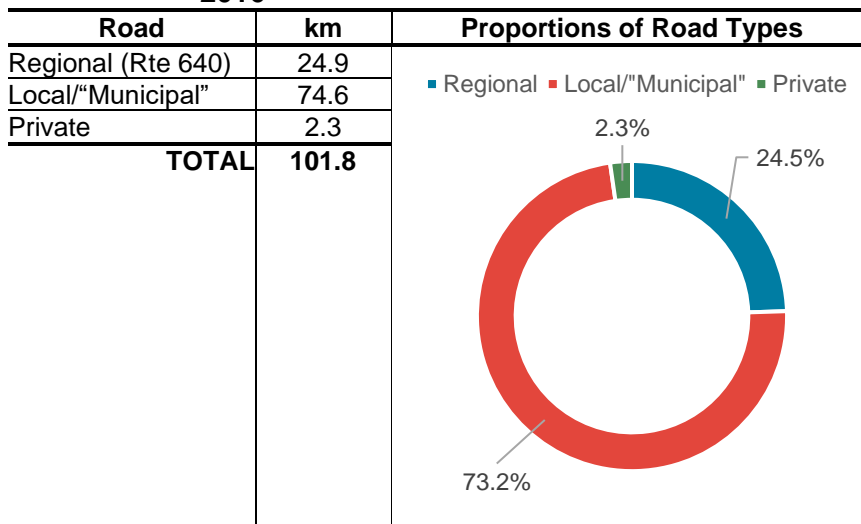 Road km Proportions of Road Types
Regional (Rte 640) 24.9
Local/“Municipal” 74.6
Private 2.3
TOTAL 101.8
Regional Local/"Municipal" Private
2.3%
24.5%
73.2%